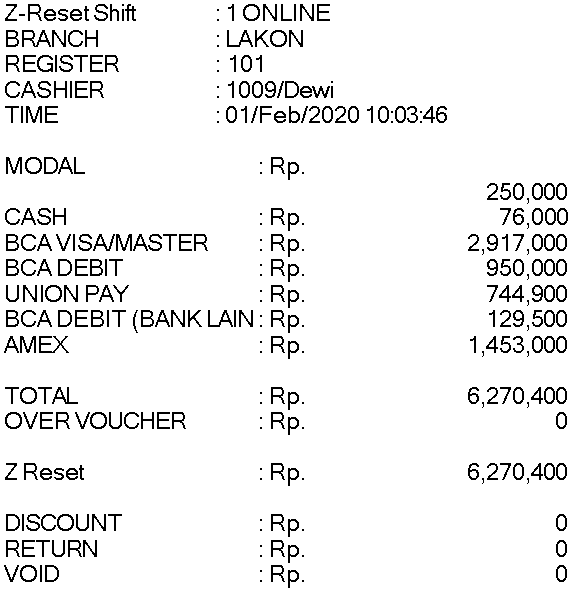 Z-Reset Shift : 1 ONLINE
BRANCH : LAKON
REGISTER : 101
CASHIER : 1009/Dewi
TIME : 01/Feb/2020 10:03:46
MODAL : Rp.
250,000
CASH : Rp. 76,000
BCA VISA/MASTER : Rp. 2,917,000
BCA DEBIT : Rp. 950,000
UNION PAY : Rp. 744,900
BCA DEBIT (BANK LAIN : Rp. 129,500
AMEX : Rp. 1,453,000
TOTAL : Rp. 6,270,400
OVER VOUCHER : Rp. 0
Z Reset : Rp. 6,270,400
DISCOUNT : Rp. 0
RETURN : Rp. 0
VOID : Rp. 0